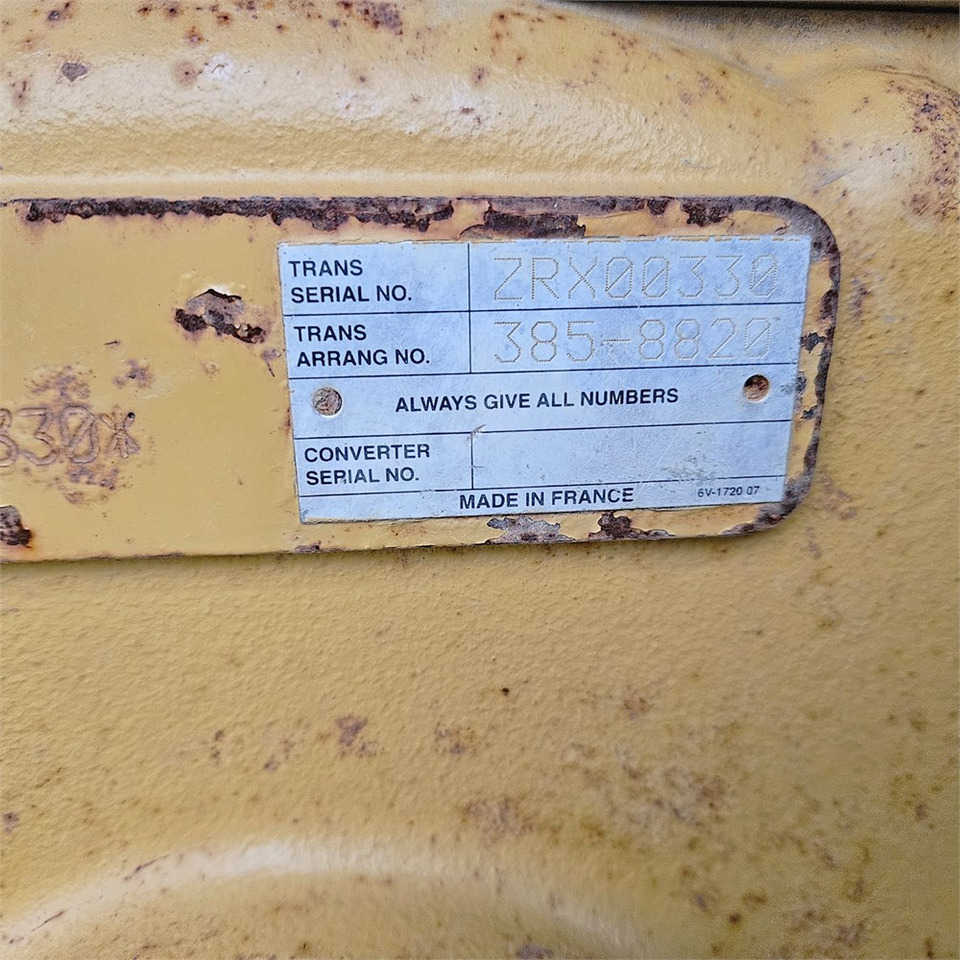 TRANS
SERIAL NO.
ZRX00330
TRANS
ARRANG NO.
385-8820
330*
ALWAYS GIVE ALL NUMBERS
CONVERTER
SERIAL NO.
MADE IN FRANCE
6V-1720 07